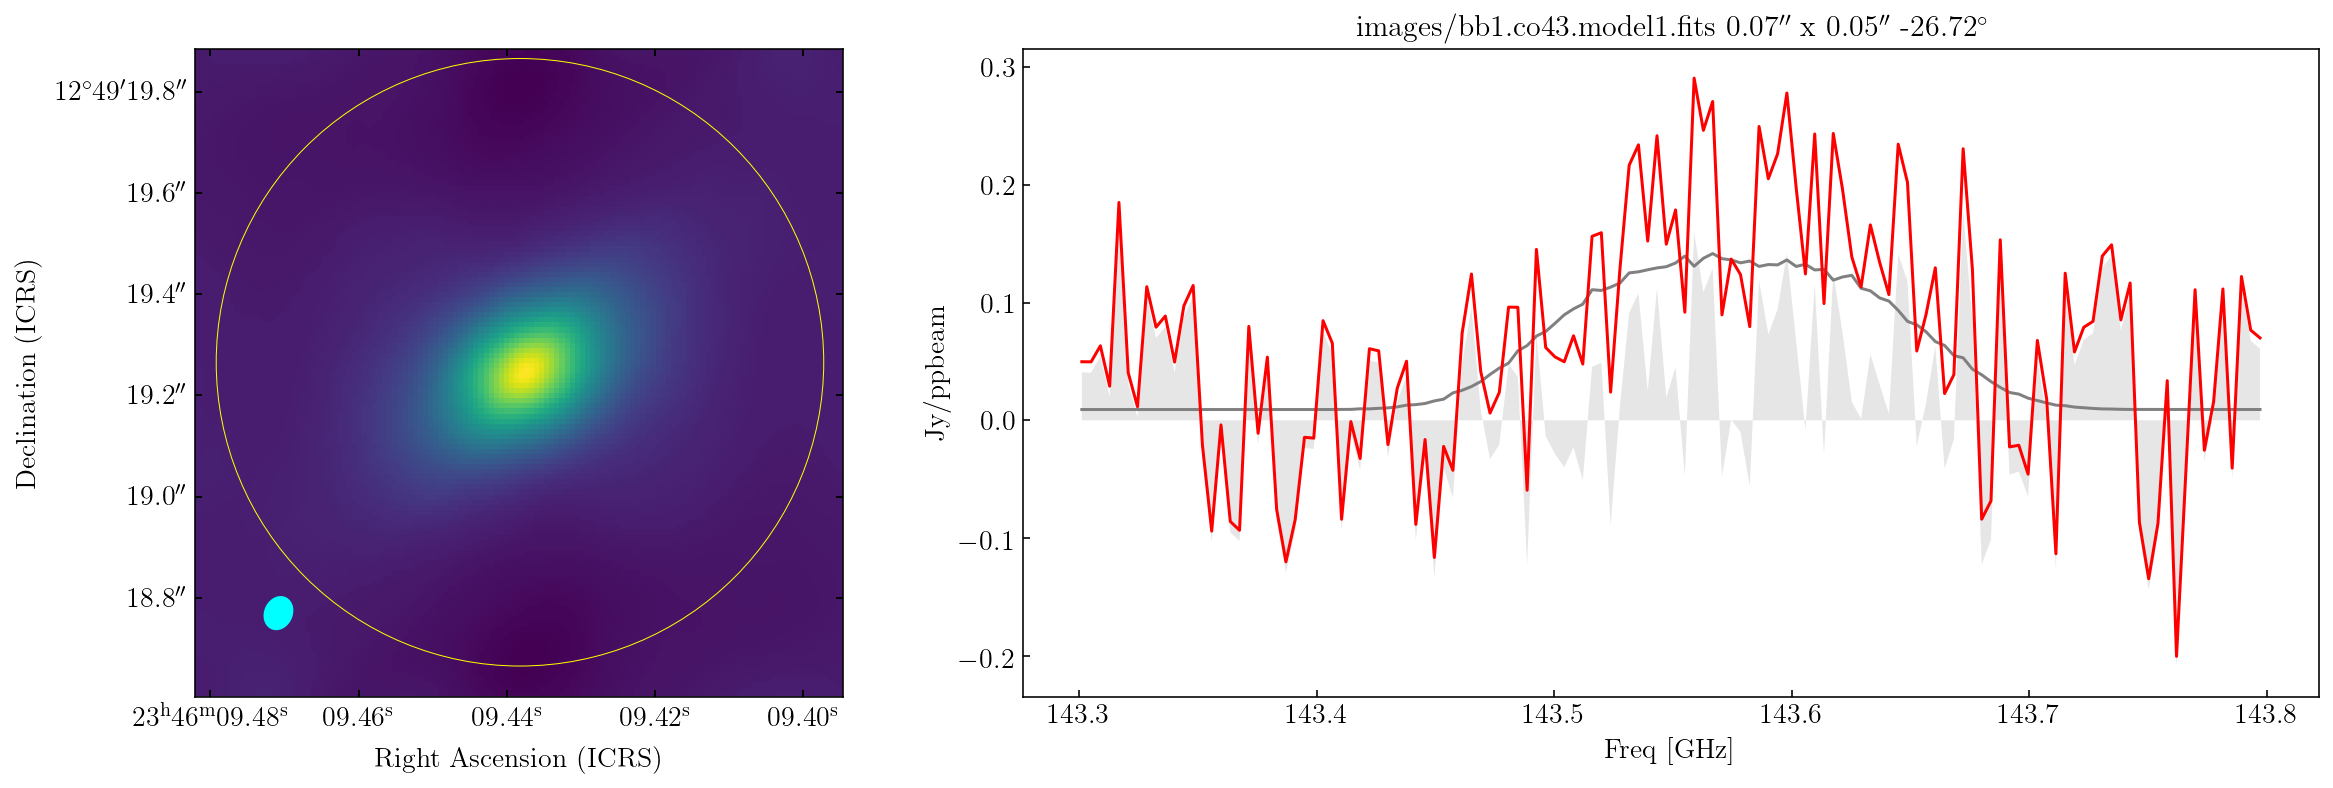 images/bb1.co43.model1.fits 0.07″ x 0.05″ -26.72°
12°49′19.8″
19.6″
19.4″
19.2″
19.0″
18.8″
Declination (ICRS)
23ʰ46ᵐ09.48ˢ 09.46ˢ 09.44ˢ 09.42ˢ 09.40ˢ
Right Ascension (ICRS)
0.3
0.2
0.1
0.0
−0.1
−0.2
Jy/ppbeam
143.3 143.4 143.5 143.6 143.7 143.8
Freq [GHz]